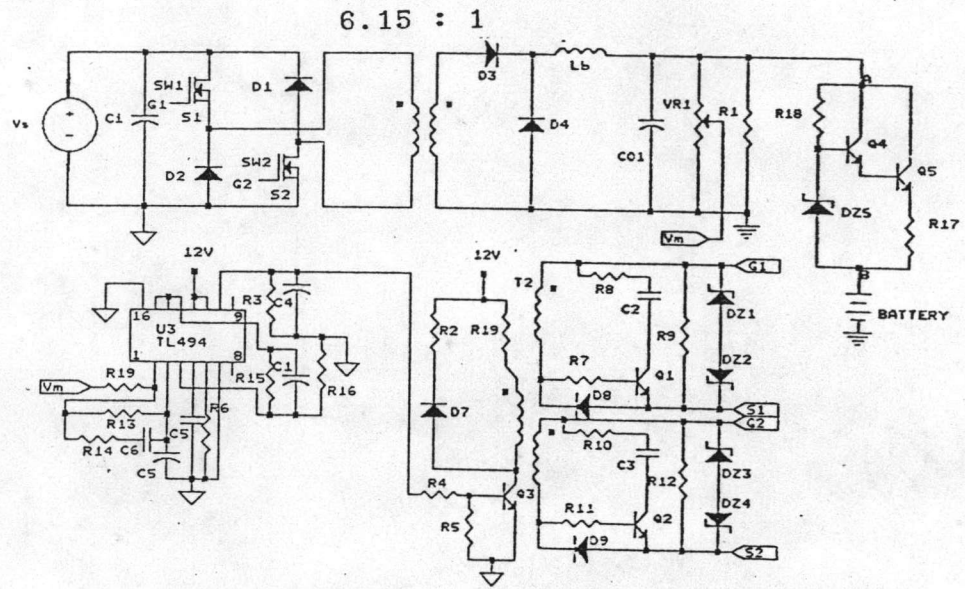 6.15 : 1
Vs
Ci
SW1
G1
S1
D1
D2
SW2
G2
S2
D3
Lb
D4
CO1
VR1
R1
Vm
A
R18
Q4
Q5
DZ5
R17
B
BATTERY
12V
16
9
U3
TL494
1
8
R3
C4
C1
R15
R16
Vm
R19
R13
R14
C6
C5
C5
R6
12V
R2
R19
D7
R4
R5
Q3
T2
R8
C2
R9
G1
DZ1
DZ2
R7
Q1
D8
S1
G2
R10
C3
R12
DZ3
DZ4
R11
Q2
D9
S2